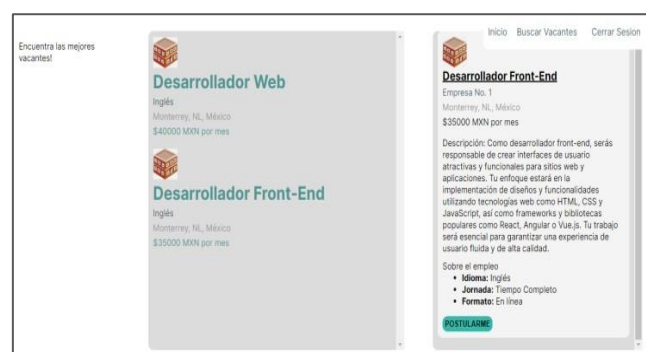 Inicio Buscar Vacantes Cerrar Sesion
Encuentra las mejores
vacantes!
Desarrollador Web
Inglés
Monterrey, NL, México
$40000 MXN por mes
Desarrollador Front-End
Inglés
Monterrey, NL, México
$35000 MXN por mes
Desarrollador Front-End
Empresa No. 1
Monterrey, NL, México
$35000 MXN por mes
Descripción: Como desarrollador front-end, serás
responsable de crear interfaces de usuario
atractivas y funcionales para sitios web y
aplicaciones. Tu enfoque estará en la
implementación de diseños y funcionalidades
utilizando tecnologías web como HTML, CSS y
JavaScript, así como frameworks y bibliotecas
populares como React, Angular o Vue.js. Tu trabajo
será esencial para garantizar una experiencia de
usuario fluida y de alta calidad.
Sobre el empleo
• Idioma: Inglés
• Jornada: Tiempo Completo
• Formato: En línea
POSTULARME